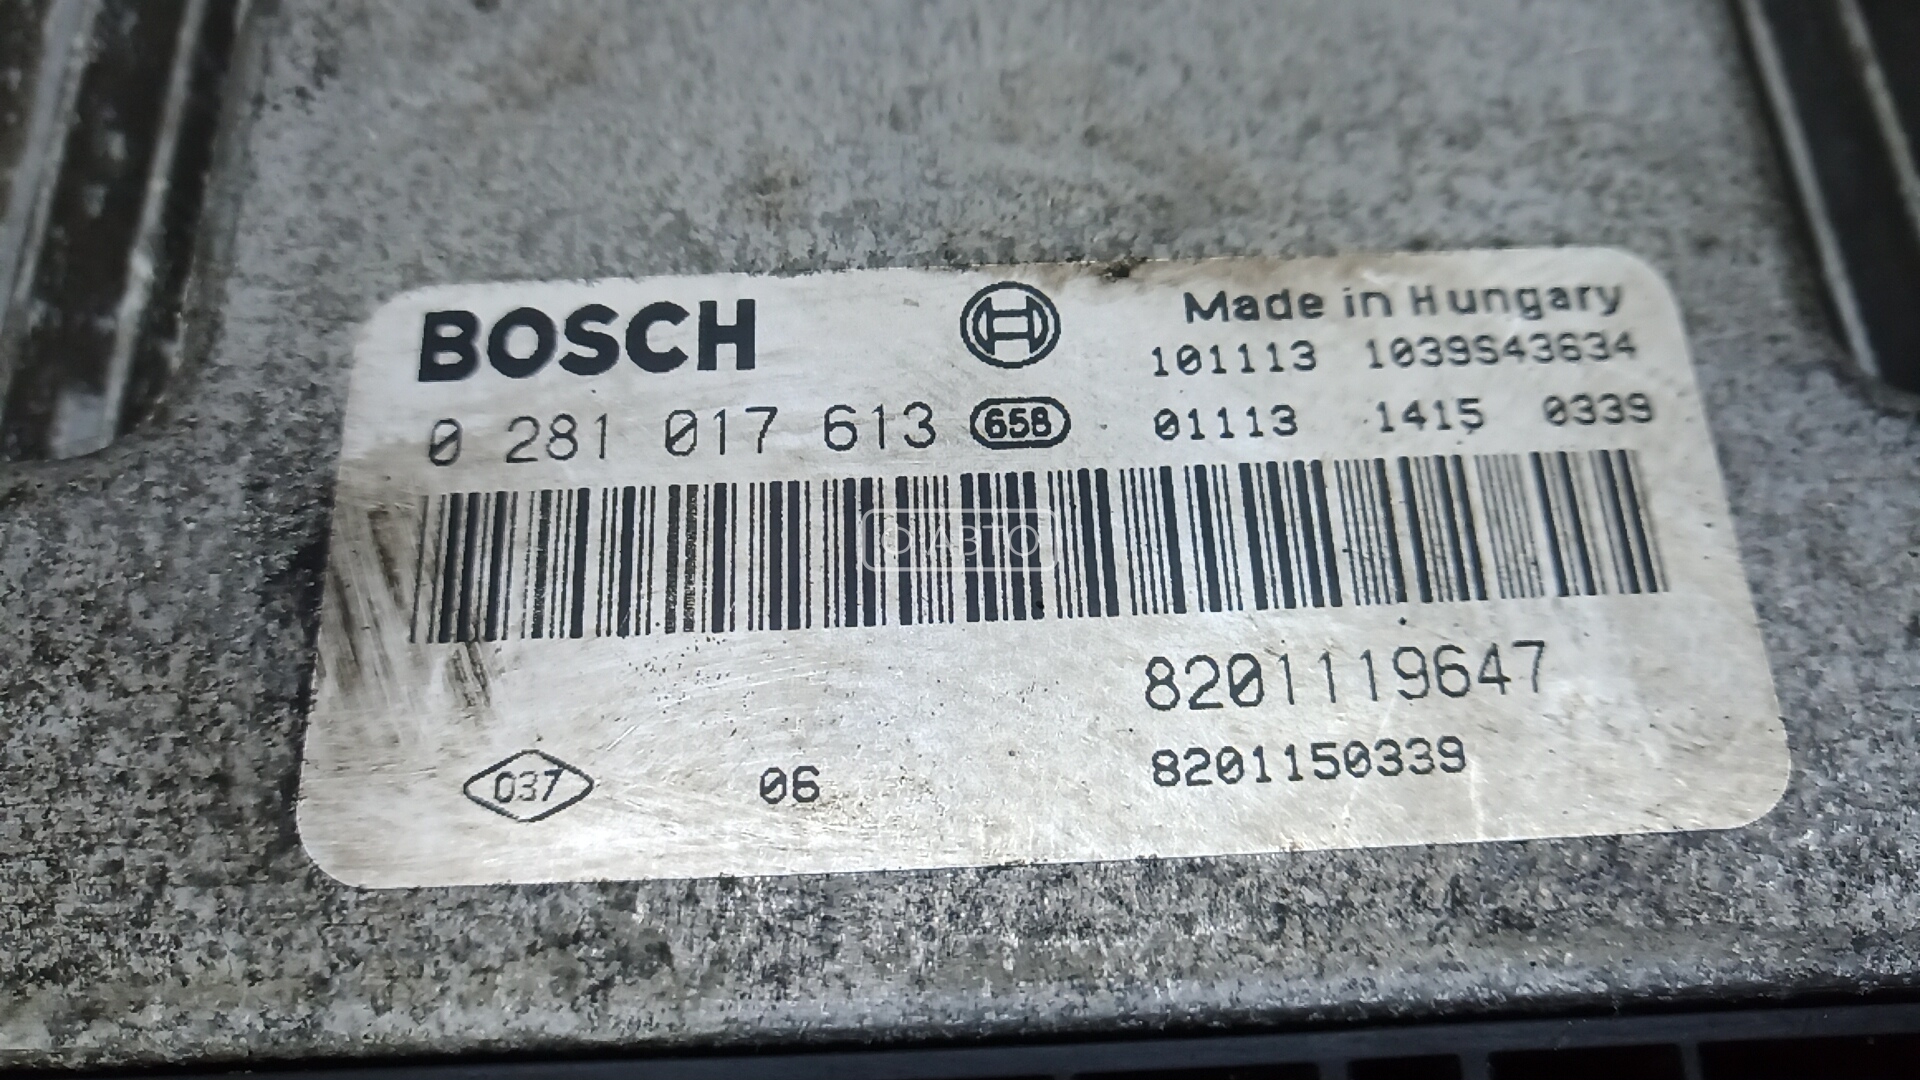 BOSCH
Made in Hungary
101113 1039S43634
0 281 017 613 658 01113 1415 0339
8201119647
037 06 8201150339